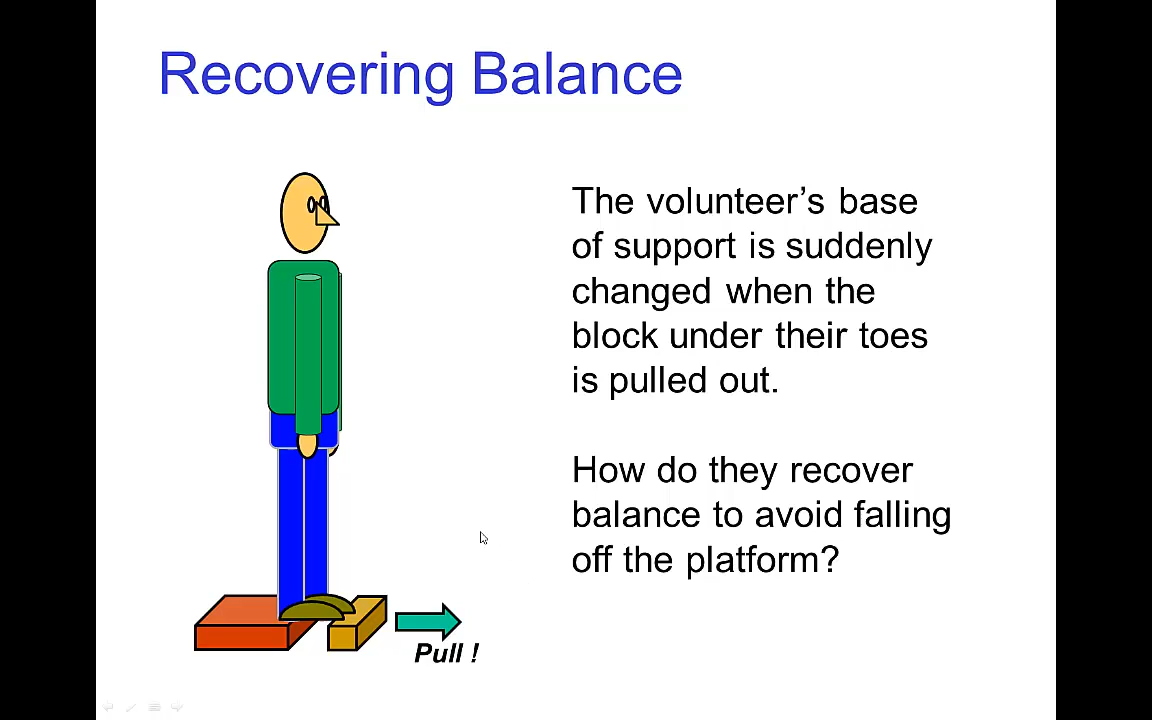 Recovering Balance
The volunteer’s base
of support is suddenly
changed when the
block under their toes
is pulled out.
How do they recover
balance to avoid falling
off the platform?
Pull !